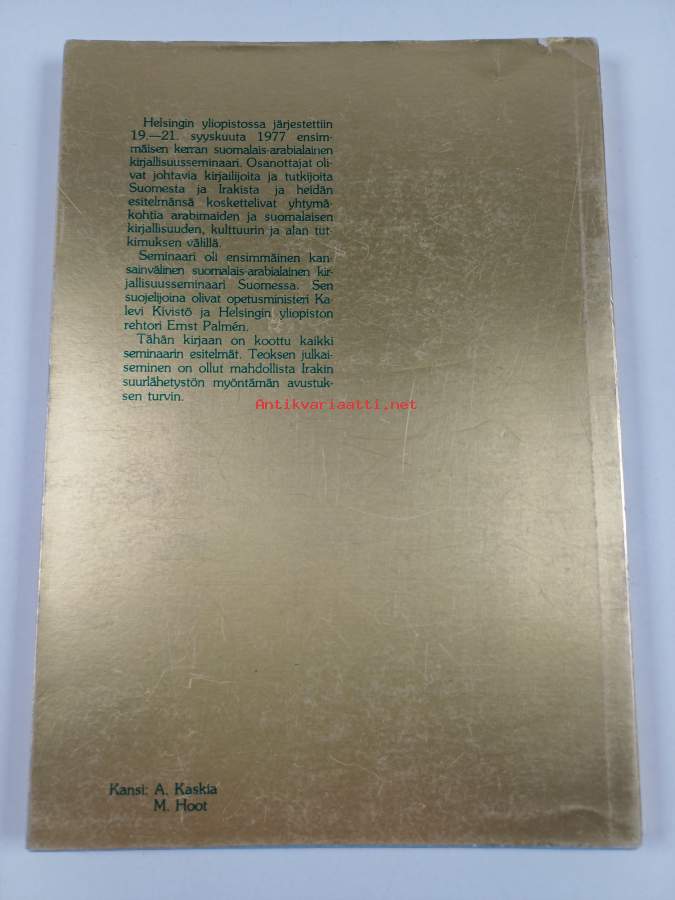 Helsingin yliopistossa järjestettiin
19.—21. syyskuuta 1977 ensim-
mäisen kerran suomalais-arabialainen
kirjallisuusseminaari. Osanottajat oli-
vat johtavia kirjailijoita ja tutkijoita
Suomesta ja Irakista ja heidän
esitelmänsä koskettelivat yhtymä-
kohtia arabimaiden ja suomalaisen
kirjallisuuden, kulttuurin ja alan tut-
kimuksen välillä.
Seminaari oli ensimmäinen kan
sainvälinen suomalais-arabialainen kir-
jallisuusseminaari Suomessa. Sen
suojelijoina olivat opetusministeri Ka-
levi Kivistö ja Helsingin yliopiston
rehtori Ernst Palmén.
Tähän kirjaan on koottu kaikki
seminaarin esitelmät. Teoksen julkai-
seminen on ollut mahdollista Irakin
suurlähetystön myöntämän avustuk-
sen turvin.
Antikvariaatti.net
Kansi: A. Kaskia
M. Hoot